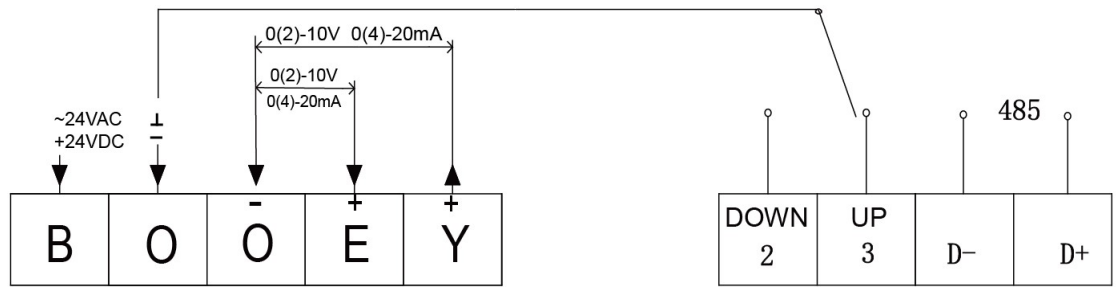 0(2)-10V 0(4)-20mA
0(2)-10V
0(4)-20mA
~24VAC
+24VDC
485
- + +
B O O E Y
DOWN UP
2 3 D- D+